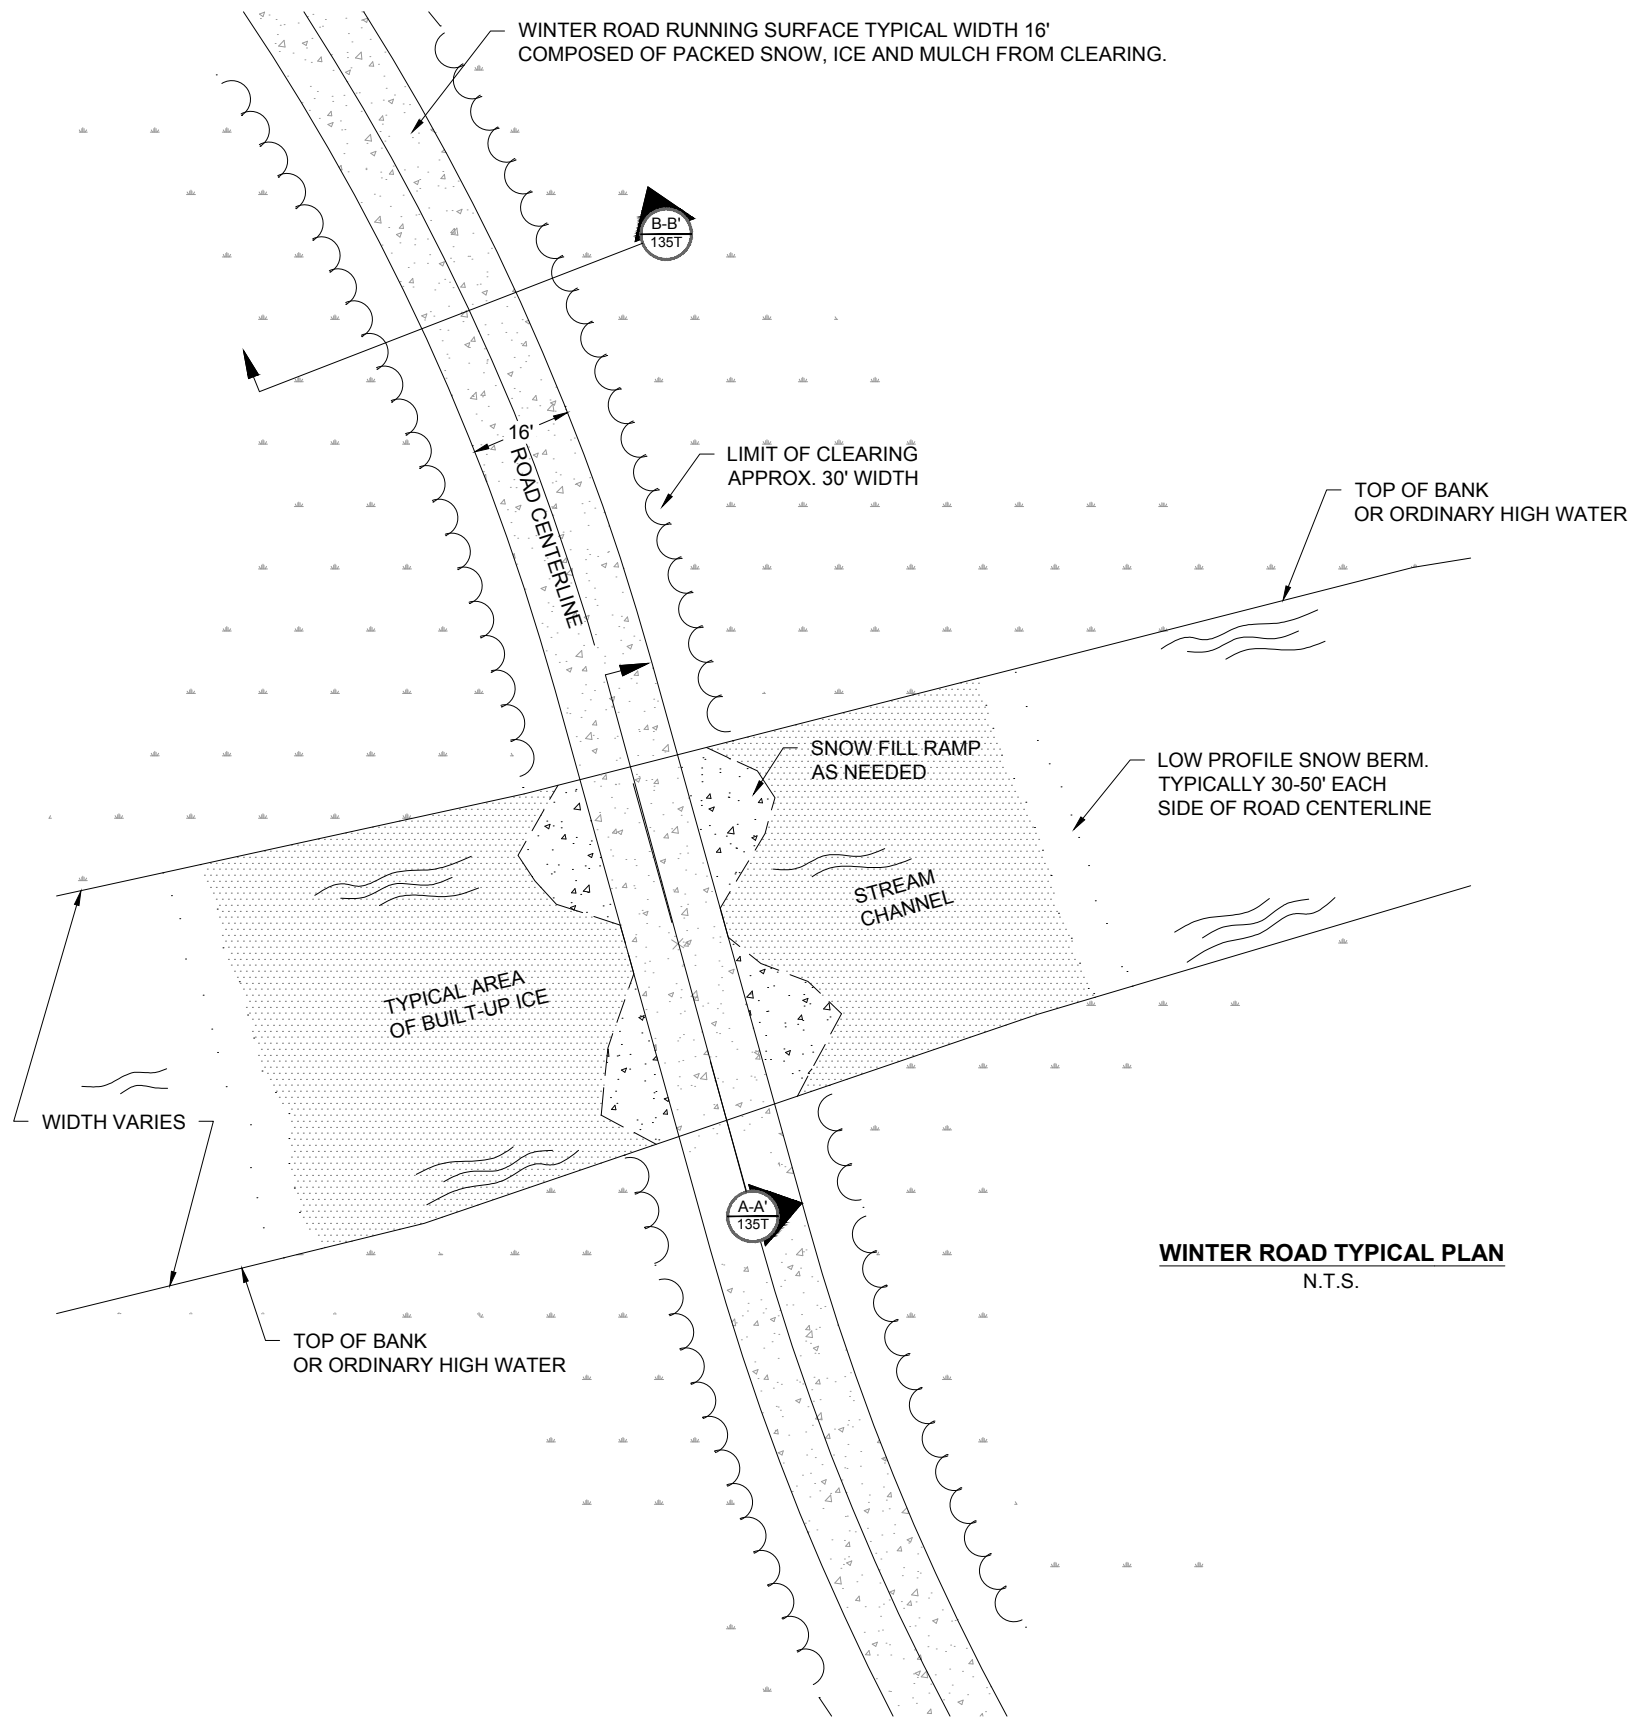 WINTER ROAD RUNNING SURFACE TYPICAL WIDTH 16'
COMPOSED OF PACKED SNOW, ICE AND MULCH FROM CLEARING.
B-B'
135T
16'
ROAD CENTERLINE
LIMIT OF CLEARING
APPROX. 30' WIDTH
TOP OF BANK
OR ORDINARY HIGH WATER
SNOW FILL RAMP
AS NEEDED
LOW PROFILE SNOW BERM.
TYPICALLY 30-50' EACH
SIDE OF ROAD CENTERLINE
STREAM
CHANNEL
TYPICAL AREA
OF BUILT-UP ICE
WIDTH VARIES
A-A'
135T
WINTER ROAD TYPICAL PLAN
N.T.S.
TOP OF BANK
OR ORDINARY HIGH WATER